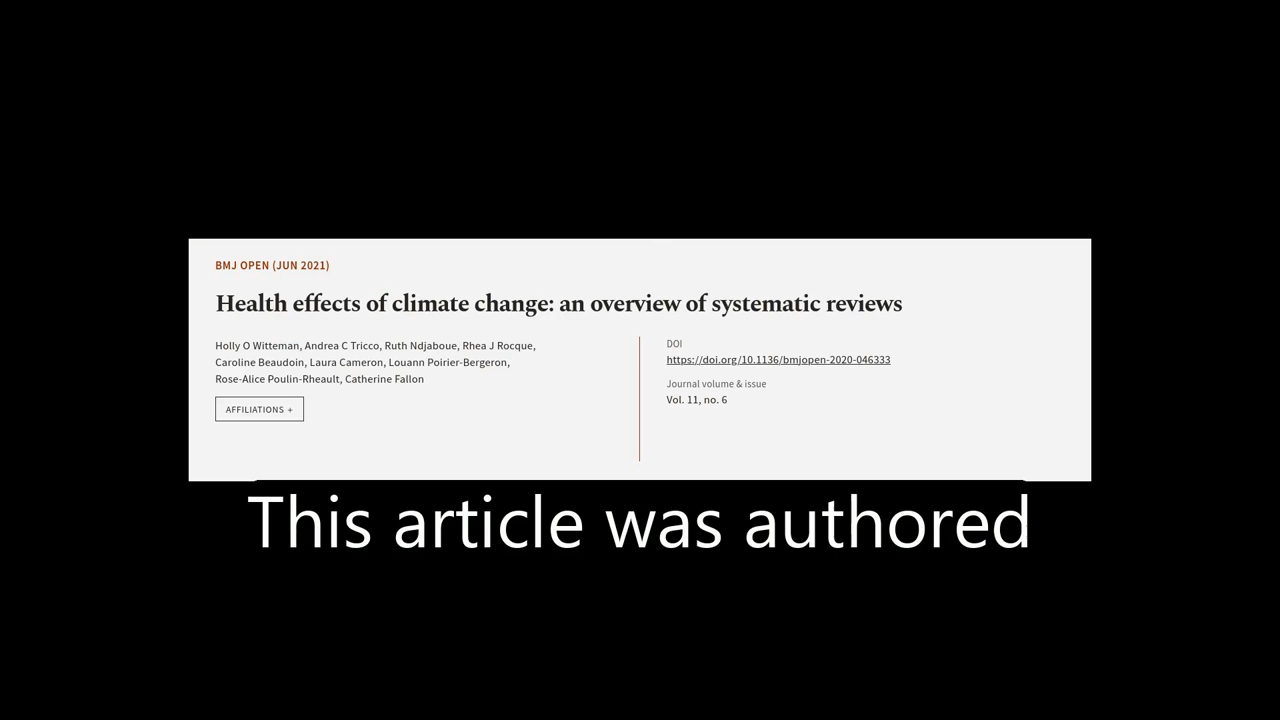 BMJ OPEN (JUN 2021)
Health effects of climate change: an overview of systematic reviews
Holly O Witteman, Andrea C Tricco, Ruth Ndjaboue, Rhea J Rocque,
Caroline Beaudoin, Laura Cameron, Louann Poirier-Bergeron,
Rose-Alice Poulin-Rheault, Catherine Fallon
AFFILIATIONS +
DOI
https://doi.org/10.1136/bmjopen-2020-046333
Journal volume & issue
Vol. 11, no. 6
This article was authored